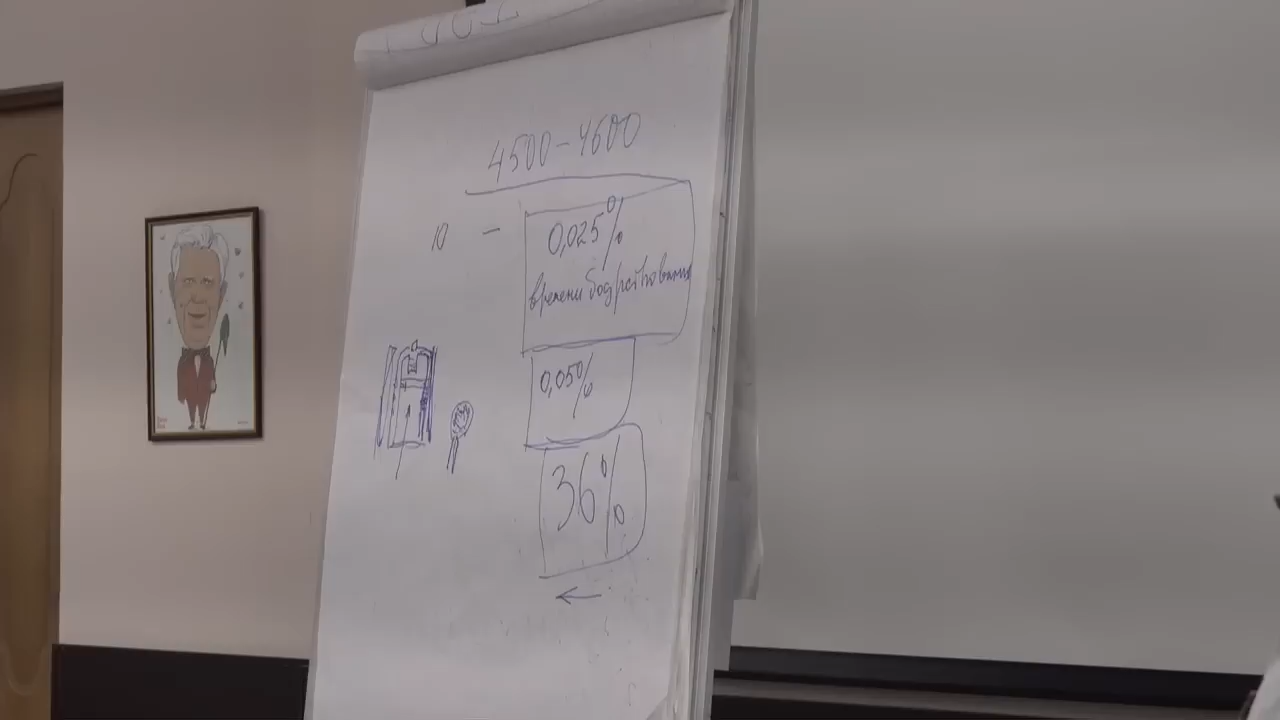 4500-4600
10 - 0,025%
времени бодрствования
0,05%
36%